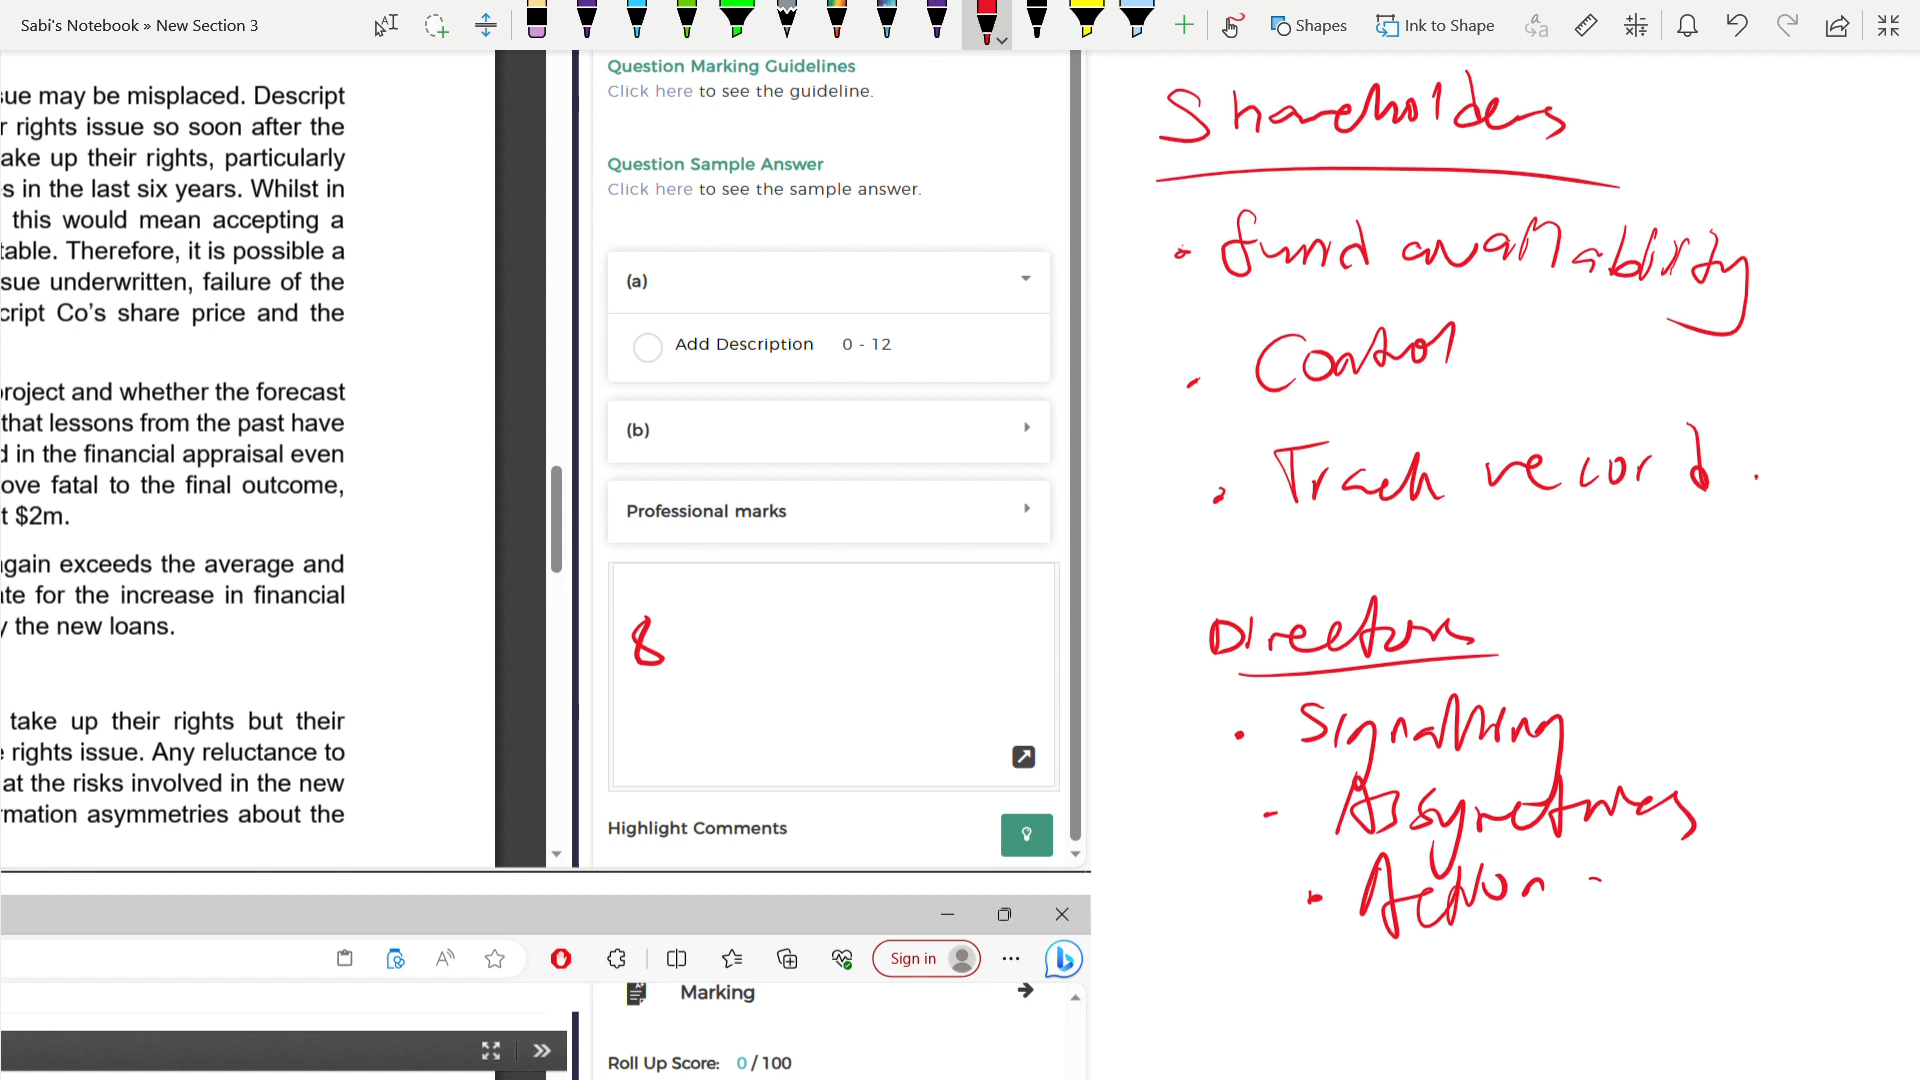 Sabi's Notebook » New Section 3
Shapes
Ink to Shape
sue may be misplaced. Descript
r rights issue so soon after the
ake up their rights, particularly
s in the last six years. Whilst in
this would mean accepting a
table. Therefore, it is possible a
sue underwritten, failure of the
cript Co's share price and the
project and whether the forecast
that lessons from the past have
d in the financial appraisal even
ove fatal to the final outcome,
t $2m.
again exceeds the average and
ate for the increase in financial
y the new loans.
take up their rights but their
e rights issue. Any reluctance to
at the risks involved in the new
rmation asymmetries about the
Question Marking Guidelines
Click here to see the guideline.
Question Sample Answer
Click here to see the sample answer.
(a)
Add Description 0 - 12
(b)
Professional marks
8
Highlight Comments
Sign in
Marking
Roll Up Score: 0/100
Shareholders
• fund availability
• Control
• Track record.
Directors
• Signalling
- Assymetries
• Action -